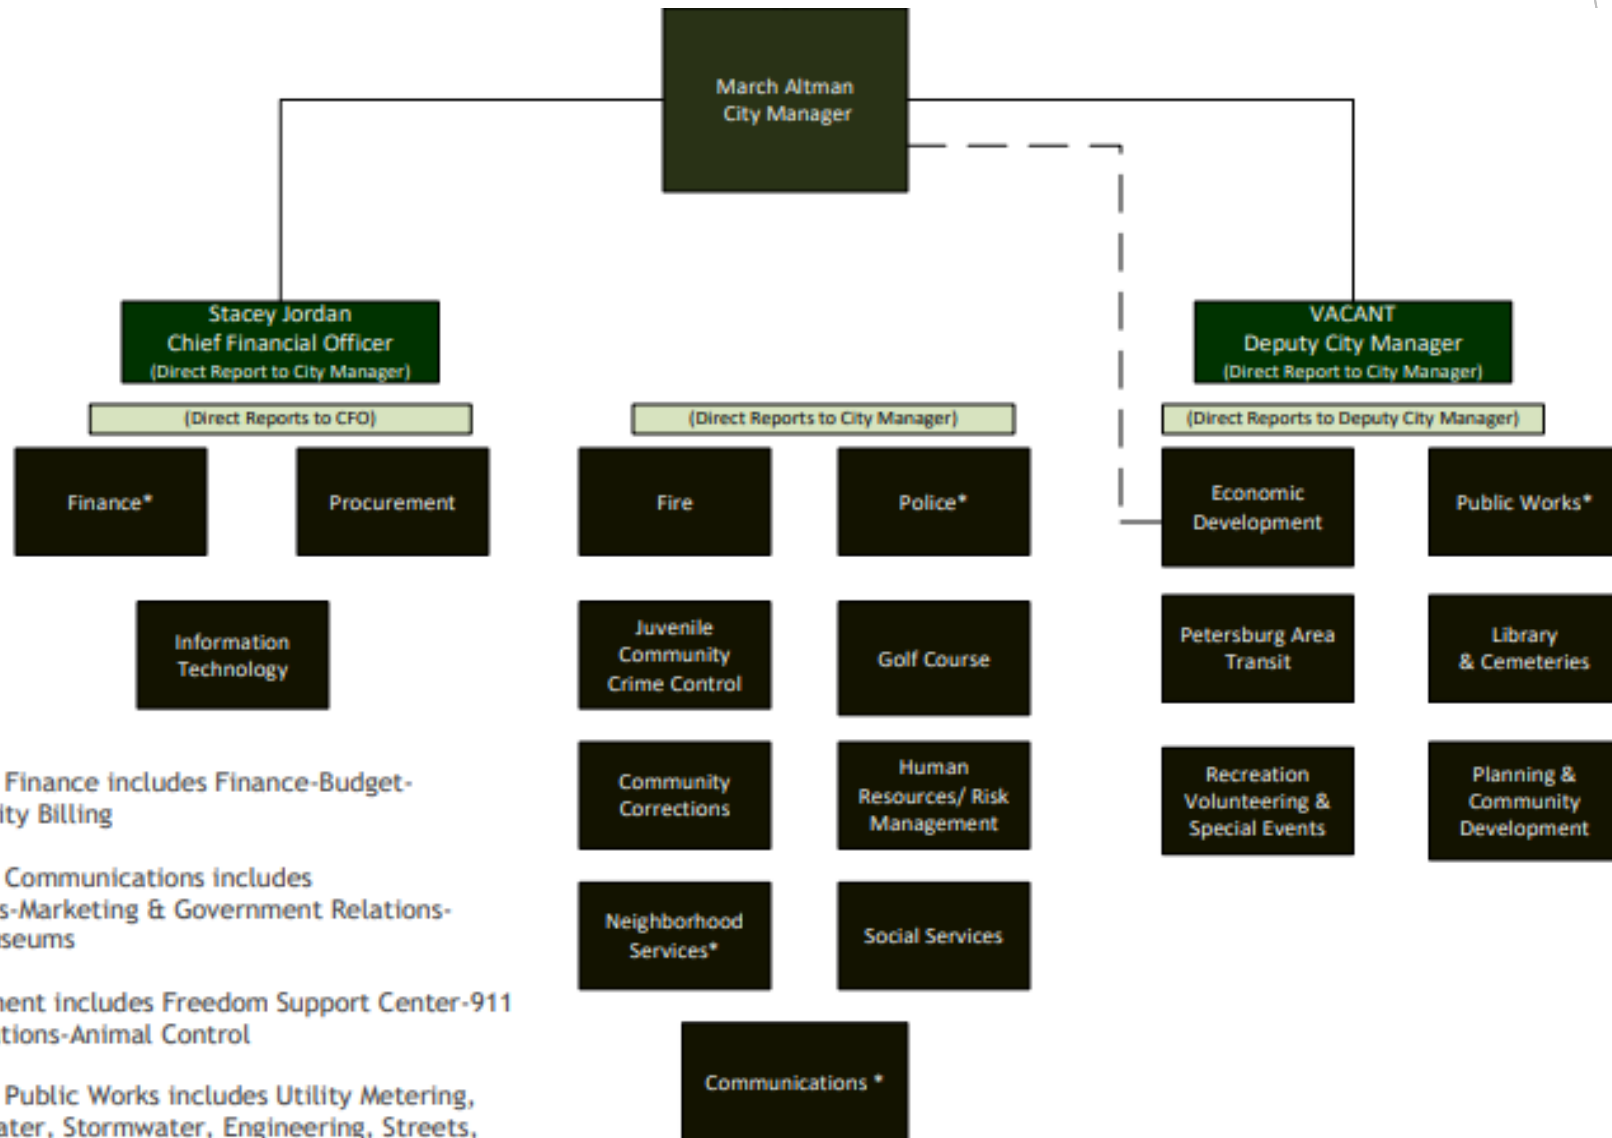 March Altman
City Manager
Stacey Jordan
Chief Financial Officer
(Direct Report to City Manager)
VACANT
Deputy City Manager
(Direct Report to City Manager)
(Direct Reports to CFO)
(Direct Reports to City Manager)
(Direct Reports to Deputy City Manager)
Finance*
Procurement
Information
Technology
Fire
Police*
Juvenile
Community
Crime Control
Golf Course
Community
Corrections
Human
Resources/ Risk
Management
Neighborhood
Services*
Social Services
Communications *
Economic
Development
Public Works*
Petersburg Area
Transit
Library
& Cemeteries
Recreation
Volunteering &
Special Events
Planning &
Community
Development
Finance includes Finance-Budget-
ity Billing
Communications includes
s-Marketing & Government Relations-
useums
ment includes Freedom Support Center-911
tions-Animal Control
Public Works includes Utility Metering,
ater, Stormwater, Engineering, Streets,